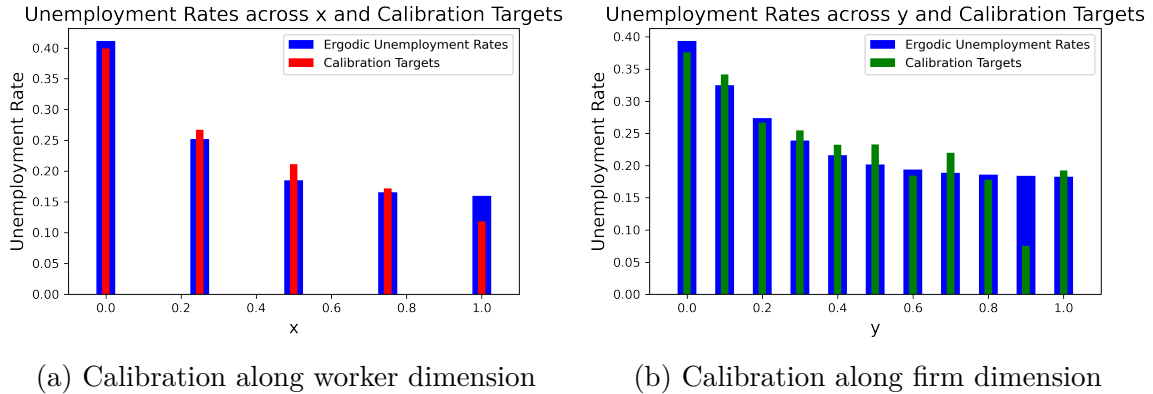 Unemployment Rates across x and Calibration Targets
Ergodic Unemployment Rates
Calibration Targets
Unemployment Rate
0.40
0.35
0.30
0.25
0.20
0.15
0.10
0.05
0.00
0.0 0.2 0.4 0.6 0.8 1.0
x
(a) Calibration along worker dimension
Unemployment Rates across y and Calibration Targets
Ergodic Unemployment Rates
Calibration Targets
Unemployment Rate
0.40
0.35
0.30
0.25
0.20
0.15
0.10
0.05
0.00
0.0 0.2 0.4 0.6 0.8 1.0
y
(b) Calibration along firm dimension